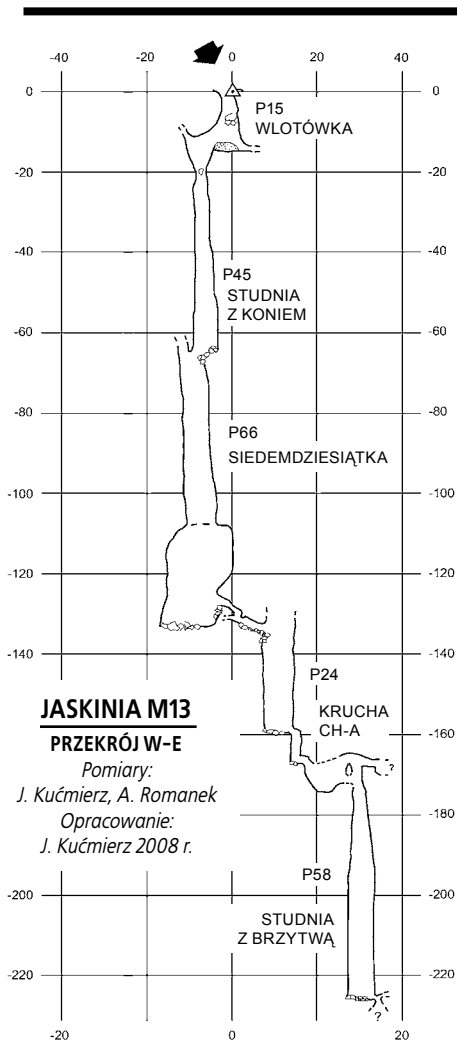 -40 -20 0 20 40
0 0
P15
WLOTÓWKA
-20 -20
-40 -40
P45
STUDNIA
Z KONIEM
-60 -60
-80 -80
P66
SIEDEMDZIESIĄTKA
-100 -100
-120 -120
-140 -140
P24
KRUCHA
CH-A
JASKINIA M13
PRZEKRÓJ W-E
Pomiary:
J. Kućmierz, A. Romanek
Opracowanie:
J. Kućmierz 2008 r.
-160
?
-180
P58
-200 -200
STUDNIA
Z BRZYTWĄ
-220 -220
?
-20 0 20